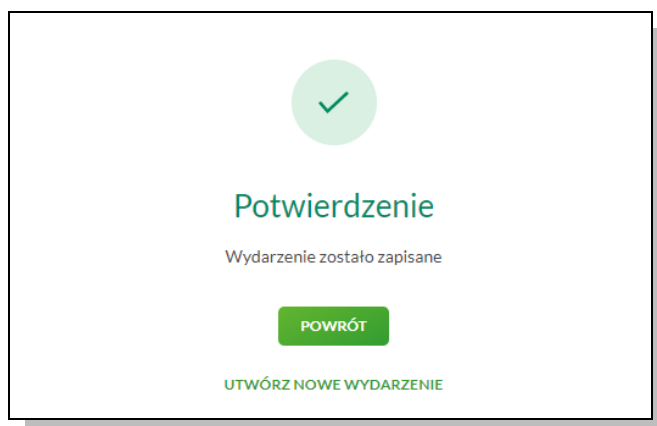 Potwierdzenie
Wydarzenie zostało zapisane
POWRÓT
UTWÓRZ NOWE WYDARZENIE